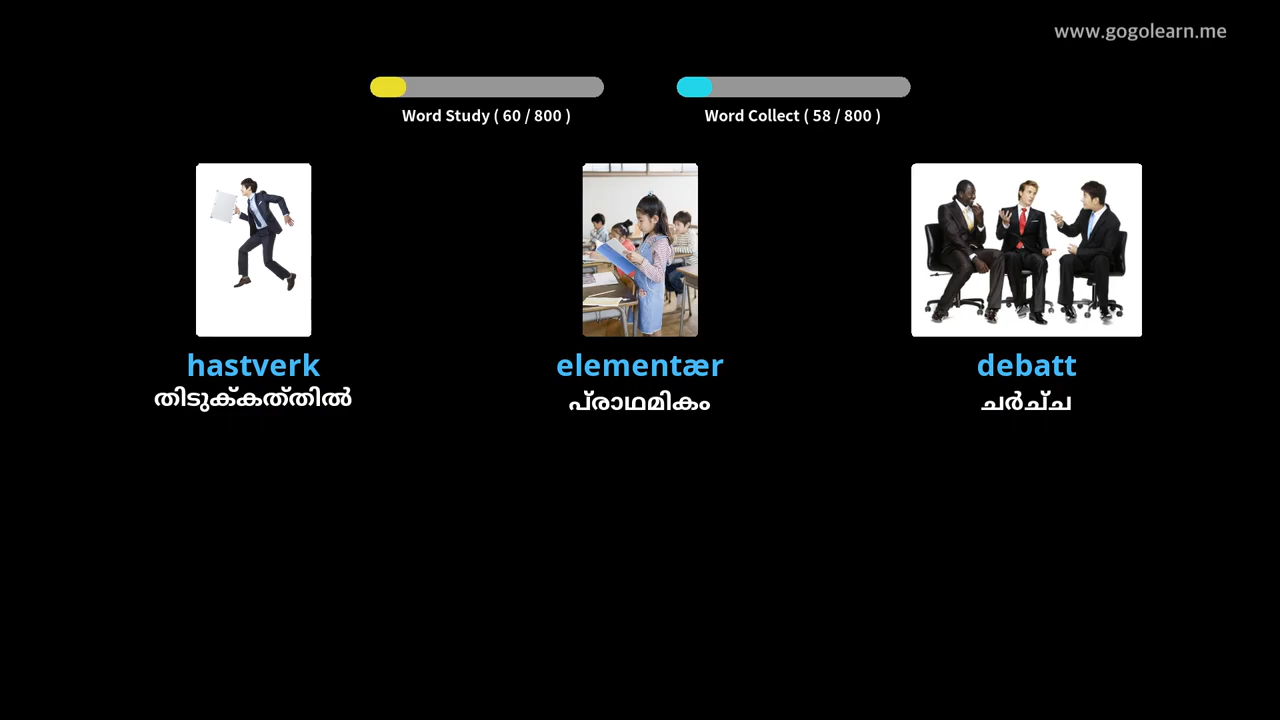 www.gogolearn.me
Word Study ( 60 / 800 )
Word Collect ( 58 / 800 )
hastverk
elementær
debatt
തിടുക്കത്തിൽ
പ്രാഥമികം
ചർച്ച